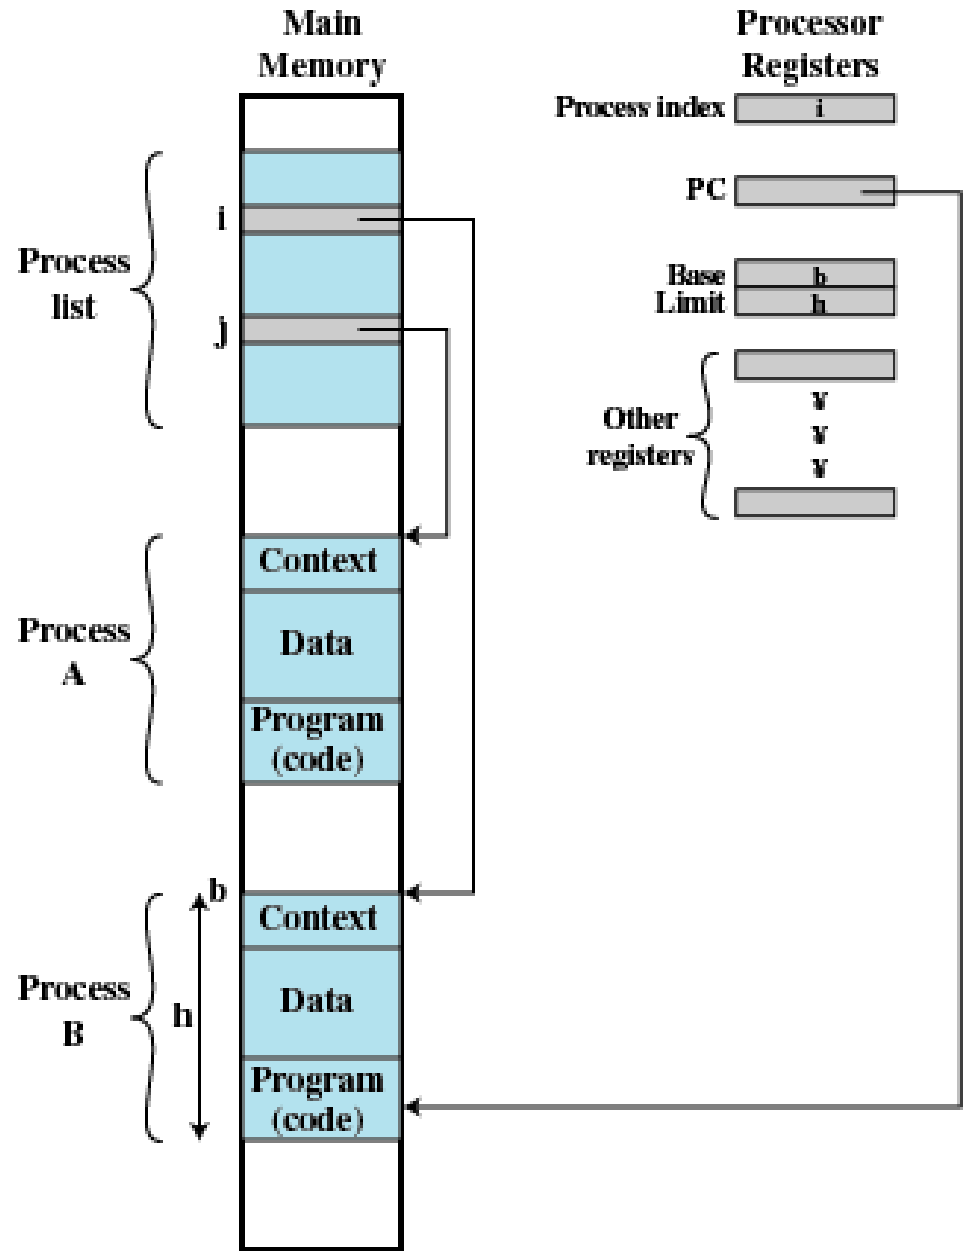 Main
Memory
Processor
Registers
Process index
i
PC
i
Process
list
Base
b
Limit
h
j
Other
registers
¥
¥
¥
Context
Process
A
Data
Program
(code)
b
Context
Process
B
h
Data
Program
(code)